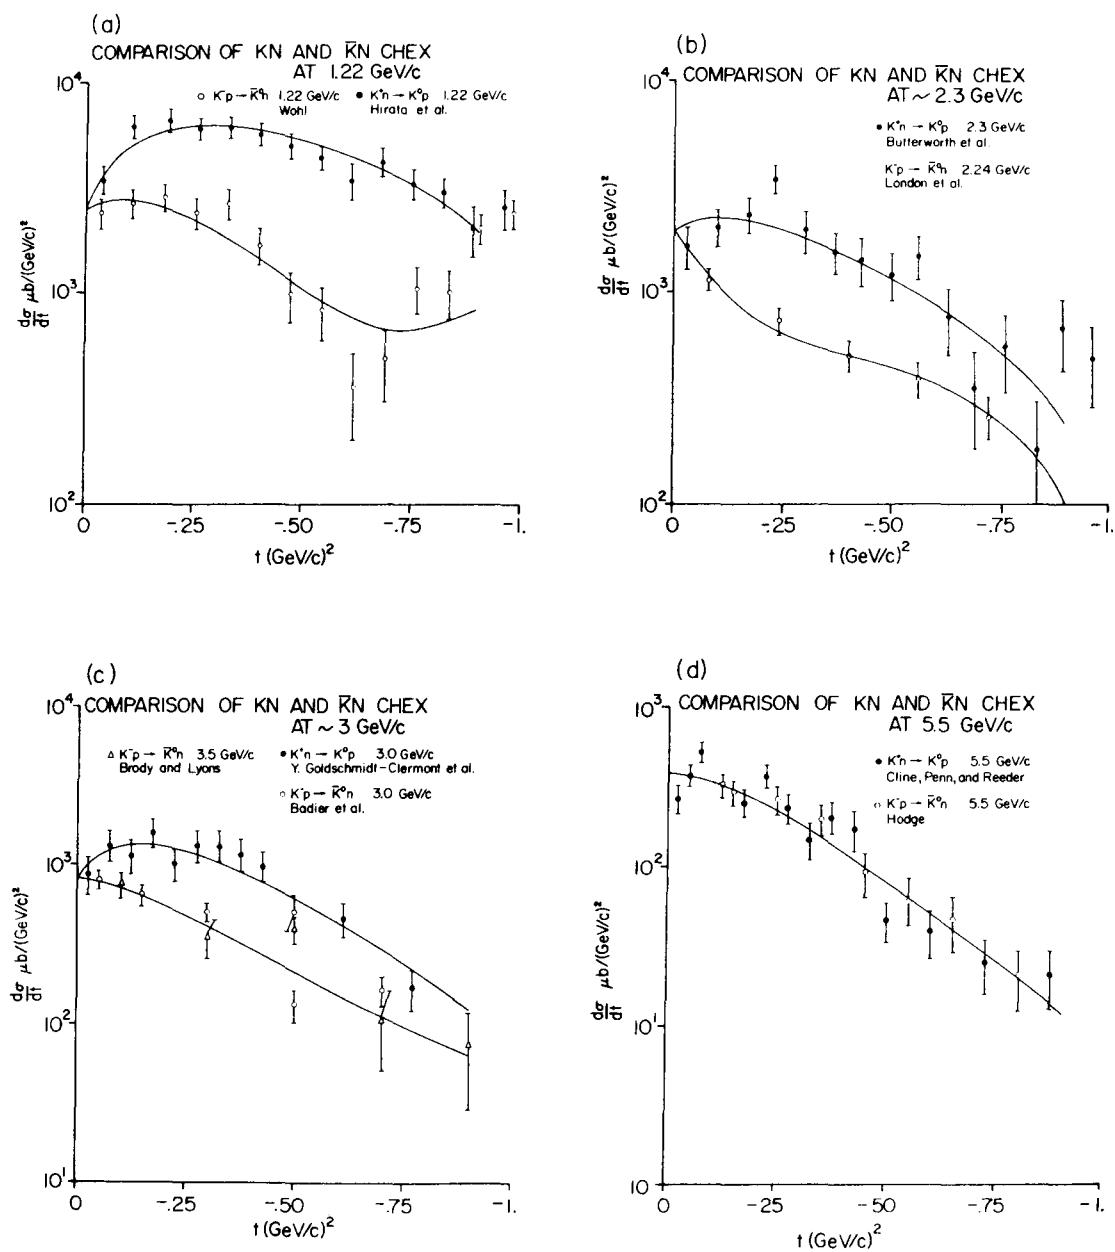 (a)
COMPARISON OF KN AND K̄N CHEX
AT 1.22 GeV/c
○ K⁻p → K̄⁰n 1.22 GeV/c
Wohl
● K⁺n → K⁰p 1.22 GeV/c
Hirata et al.
10⁴
10³
10²
dσ/dt μb/(GeV/c)²
0 -.25 -.50 -.75 -1.
t (GeV/c)²
(b)
COMPARISON OF KN AND K̄N CHEX
AT ~ 2.3 GeV/c
● K⁺n → K⁰p 2.3 GeV/c
Butterworth et al.
K⁻p → K̄⁰n 2.24 GeV/c
London et al.
10⁴
10³
10²
dσ/dt μb/(GeV/c)²
0 -.25 -.50 -.75 -1.
t (GeV/c)²
(c)
COMPARISON OF KN AND K̄N CHEX
AT ~ 3 GeV/c
△ K⁻p → K̄⁰n 3.5 GeV/c
Brody and Lyons
● K⁺n → K⁰p 3.0 GeV/c
Y. Goldschmidt-Clermont et al.
○ K⁻p → K̄⁰n 3.0 GeV/c
Badier et al.
10⁴
10³
10²
10¹
dσ/dt μb/(GeV/c)²
0 -.25 -.50 -.75 -1.
t (GeV/c)²
(d)
COMPARISON OF KN AND K̄N CHEX
AT 5.5 GeV/c
● K⁺n → K⁰p 5.5 GeV/c
Cline, Penn, and Reeder
○ K⁻p → K̄⁰n 5.5 GeV/c
Hodge
10³
10²
10¹
10
dσ/dt μb/(GeV/c)²
0 -.25 -.50 -.75 -1.
t (GeV/c)²